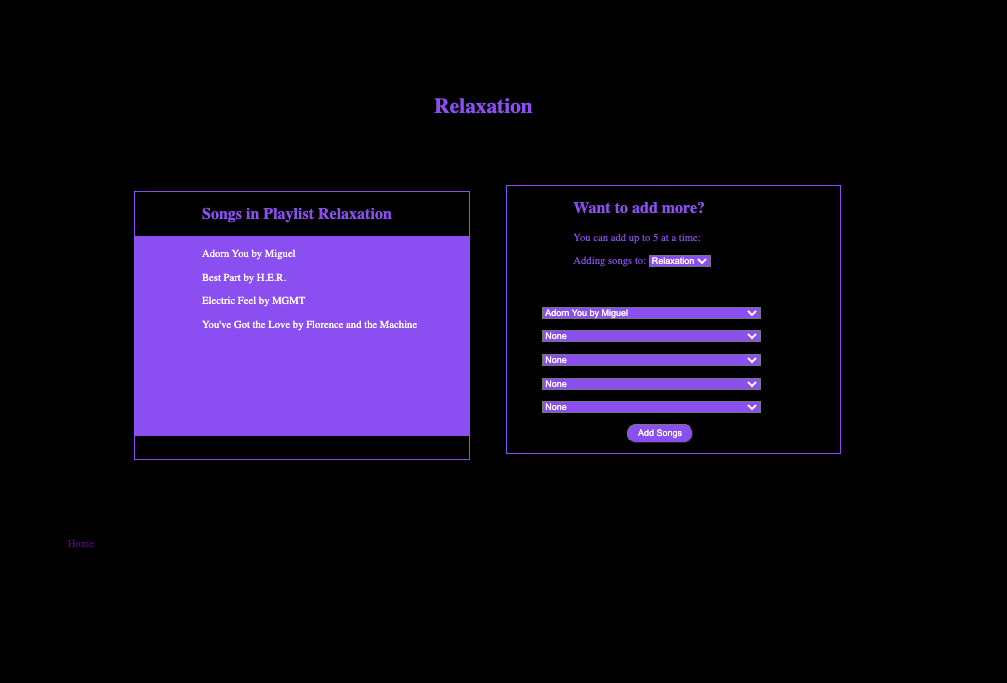 Relaxation
Songs in Playlist Relaxation
Adorn You by Miguel
Best Part by H.E.R.
Electric Feel by MGMT
You've Got the Love by Florence and the Machine
Want to add more?
You can add up to 5 at a time:
Adding songs to: Relaxation
Adorn You by Miguel
None
None
None
None
Add Songs
Home